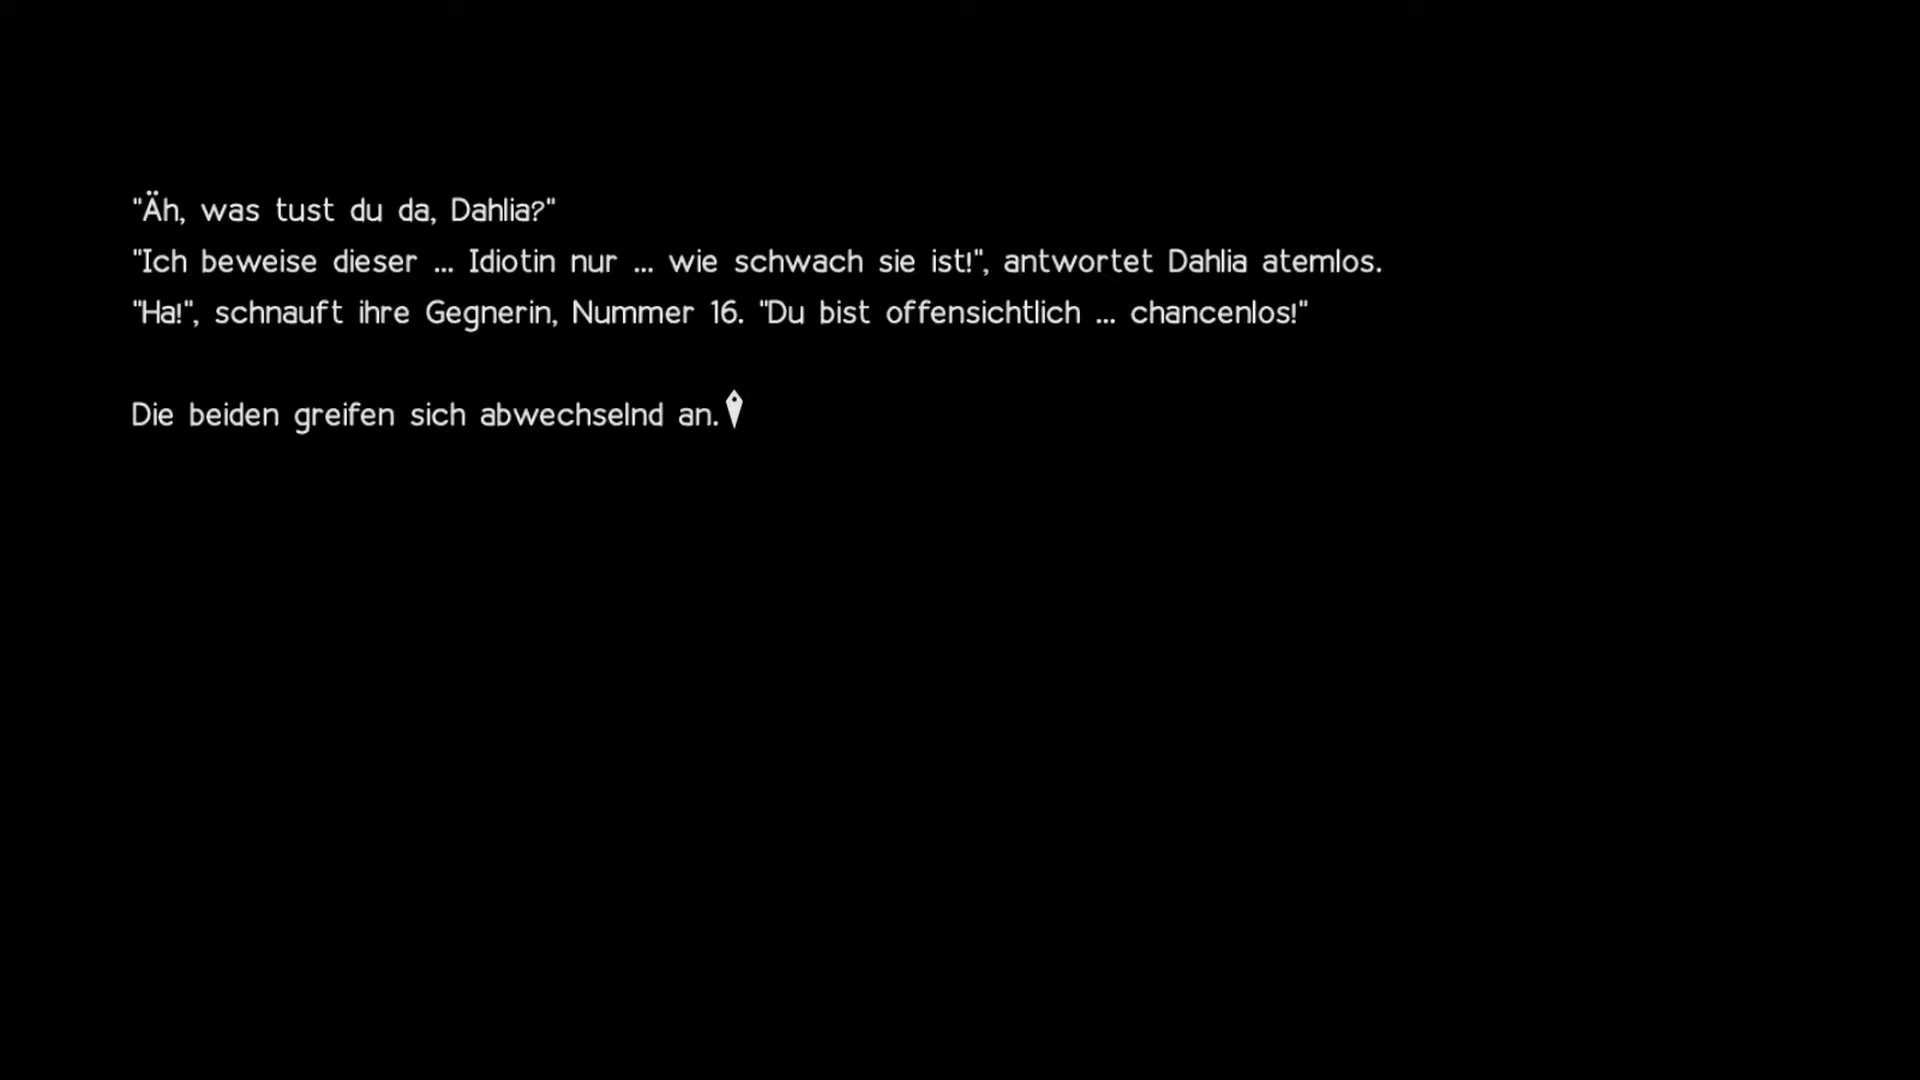 "Äh, was tust du da, Dahlia?"
"Ich beweise dieser ... Idiotin nur ... wie schwach sie ist!", antwortet Dahlia atemlos.
"Ha!", schnauft ihre Gegnerin, Nummer 16. "Du bist offensichtlich ... chancenlos!"
Die beiden greifen sich abwechselnd an.